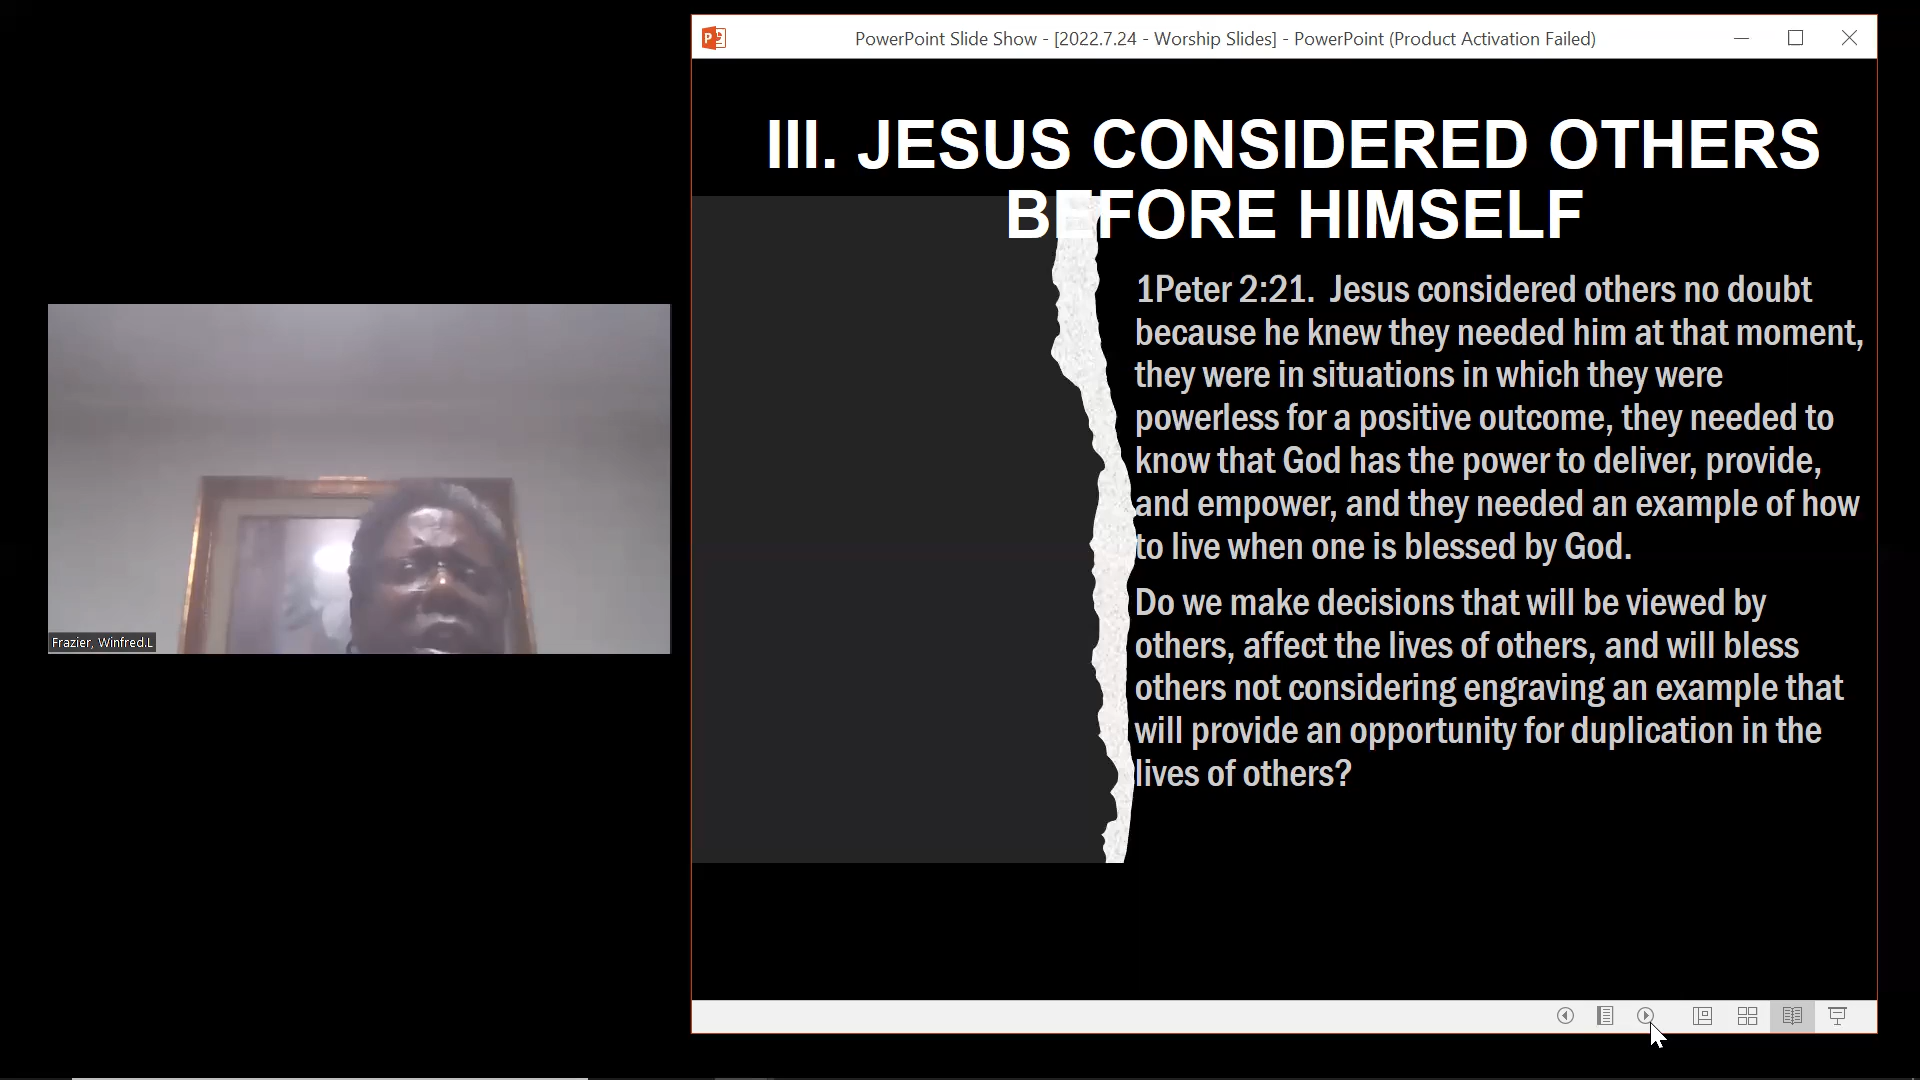 PowerPoint Slide Show - [2022.7.24 - Worship Slides] - PowerPoint (Product Activation Failed)
III. JESUS CONSIDERED OTHERS
BEFORE HIMSELF
1Peter 2:21.  Jesus considered others no doubt
because he knew they needed him at that moment,
they were in situations in which they were
powerless for a positive outcome, they needed to
know that God has the power to deliver, provide,
and empower, and they needed an example of how
to live when one is blessed by God.
Do we make decisions that will be viewed by
others, affect the lives of others, and will bless
others not considering engraving an example that
will provide an opportunity for duplication in the
lives of others?
Frazier, Winfred.L